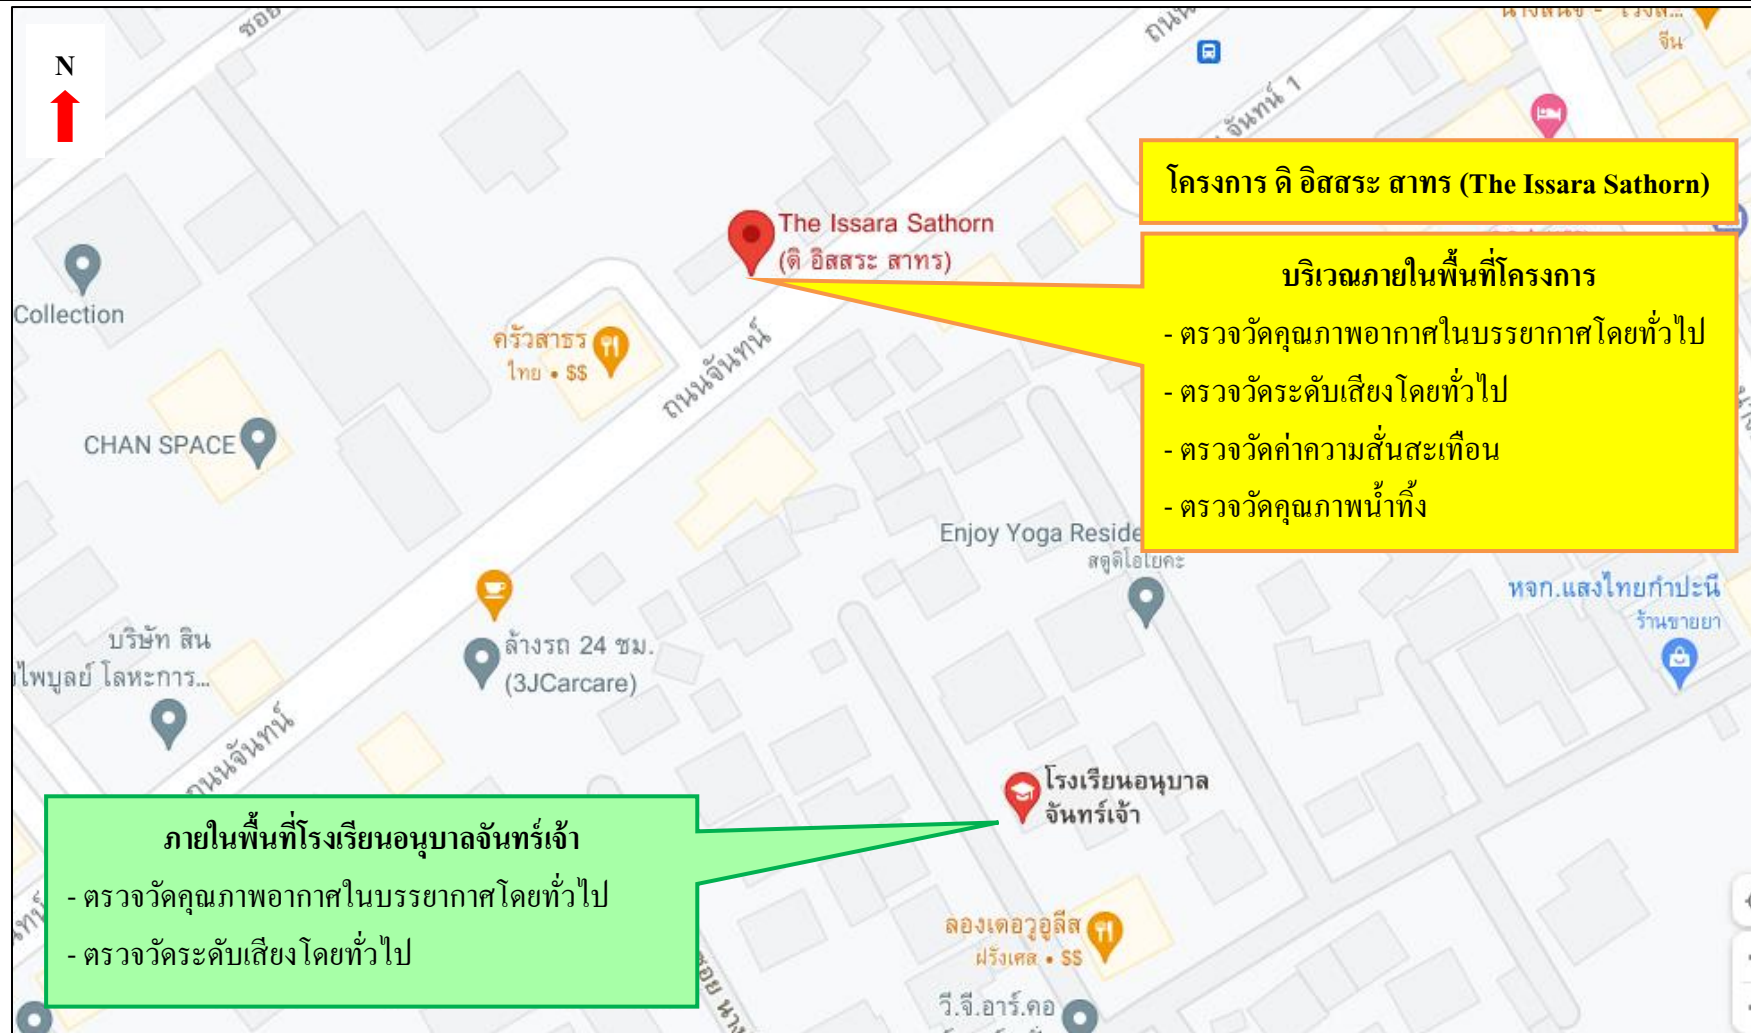 ซอย
ถนน
จีน
N
จันทน์ 1
โครงการ ดิ อิสสระ สาทร (The Issara Sathorn)
The Issara Sathorn
(ดิ อิสสระ สาทร)
บริเวณภายในพื้นที่โครงการ
- ตรวจวัดคุณภาพอากาศในบรรยากาศโดยทั่วไป
- ตรวจวัดระดับเสียงโดยทั่วไป
- ตรวจวัดค่าความสั่นสะเทือน
- ตรวจวัดคุณภาพน้ำทิ้ง
Collection
ครัวสาธร
ไทย • $$
ถนนจันทน์
CHAN SPACE
Enjoy Yoga Reside
สตูดิโอโยคะ
หจก.แสงไทยกำปะนี
ร้านขายยา
บริษัท สิน
ไพบูลย์ โลหะการ...
ล้างรถ 24 ชม.
(3JCarcare)
ถนนจันทน์
โรงเรียนอนุบาล
จันทร์เจ้า
ภายในพื้นที่โรงเรียนอนุบาลจันทร์เจ้า
- ตรวจวัดคุณภาพอากาศในบรรยากาศโดยทั่วไป
- ตรวจวัดระดับเสียงโดยทั่วไป
ลองเดอวูอูลีส
ฝรั่งเศส • $$
ซอย นาง
วี.จี.อาร์.คอ